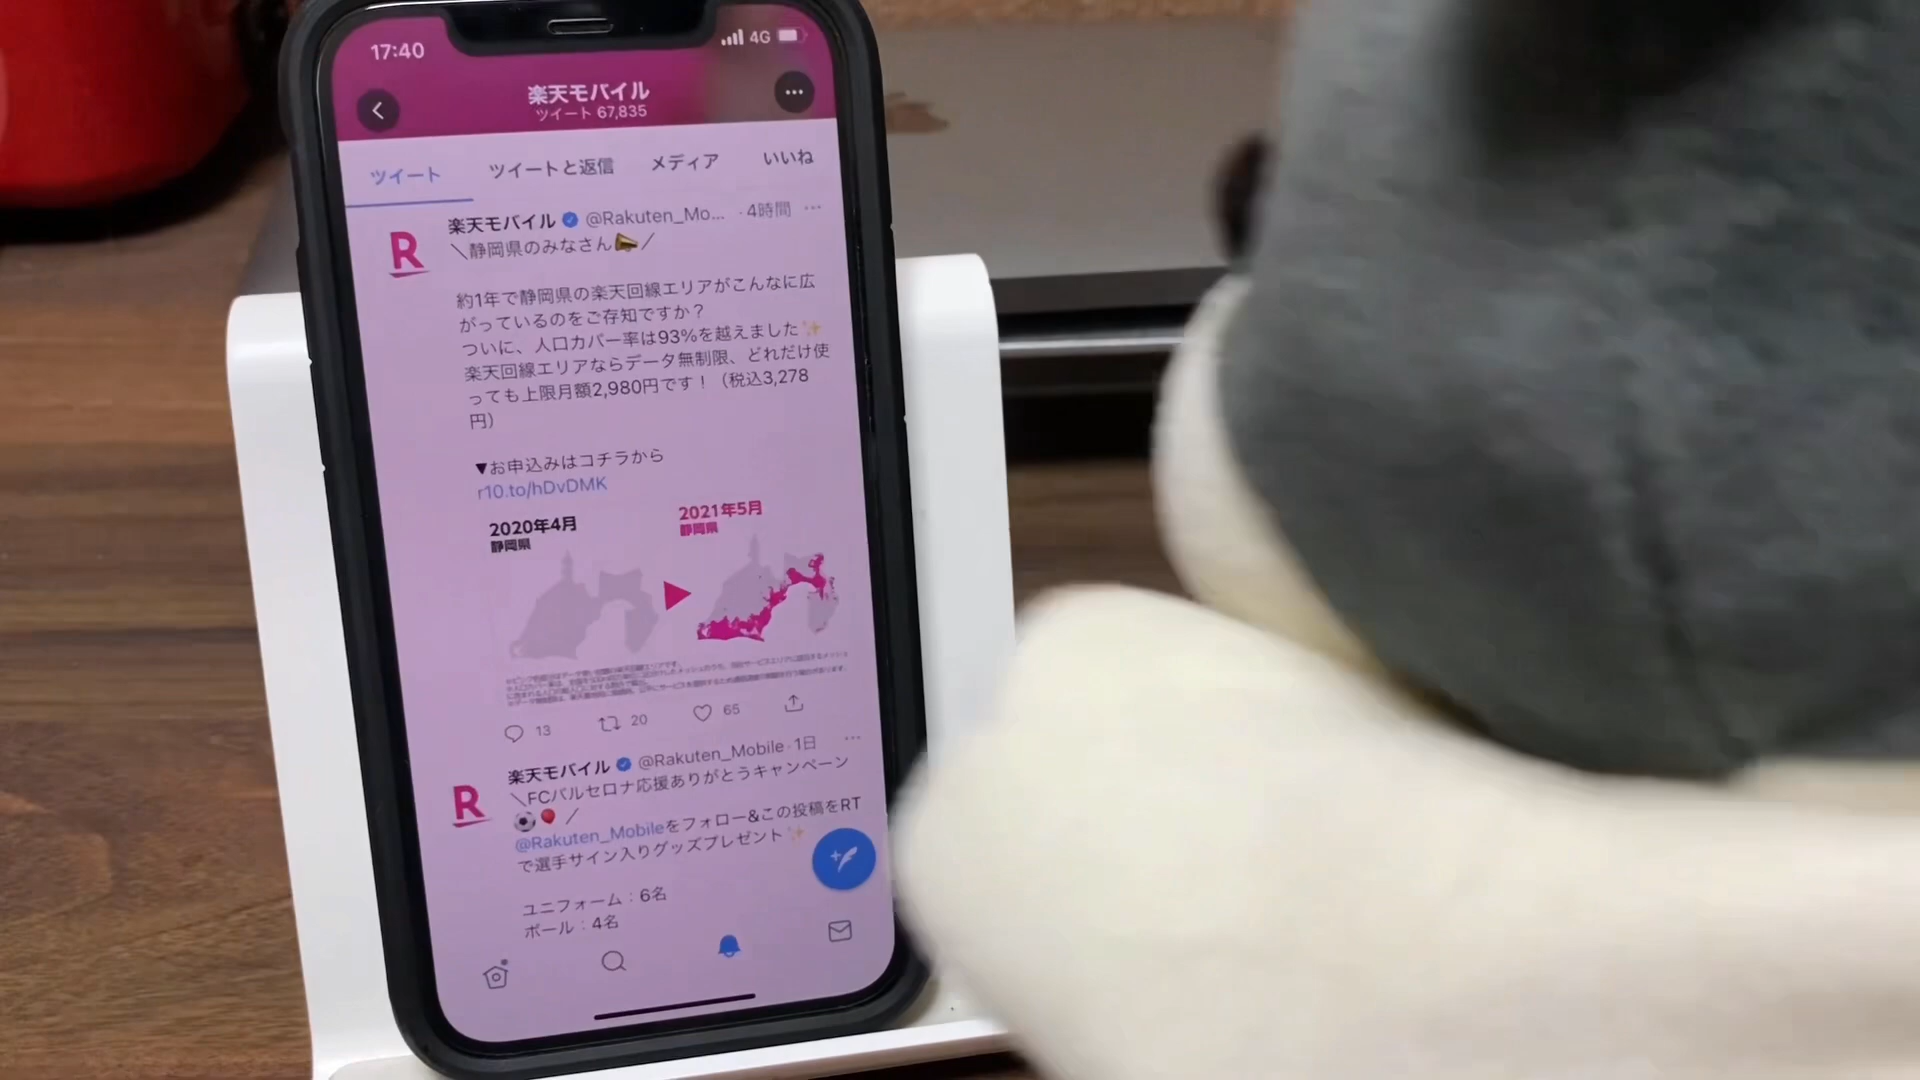 17:40
4G
楽天モバイル
ツイート 67,835
ツイート ツイートと返信 メディア いいね
楽天モバイル @Rakuten_Mo... ·4時間
R
＼静岡県のみなさん📣／
約1年で静岡県の楽天回線エリアがこんなに広
がっているのをご存知ですか？
ついに、人口カバー率は93%を越えました✨
楽天回線エリアならデータ無制限、どれだけ使
っても上限月額2,980円です！（税込3,278
円）
▼お申込みはコチラから
r10.to/hDvDMK
2020年4月
静岡県
2021年5月
静岡県
13 20 65
楽天モバイル @Rakuten_Mobile·1日
R
＼FCバルセロナ応援ありがとうキャンペーン
⚽🎈／
@Rakuten_Mobileをフォロー&この投稿をRT
で選手サイン入りグッズプレゼント✨
ユニフォーム：6名
ボール：4名